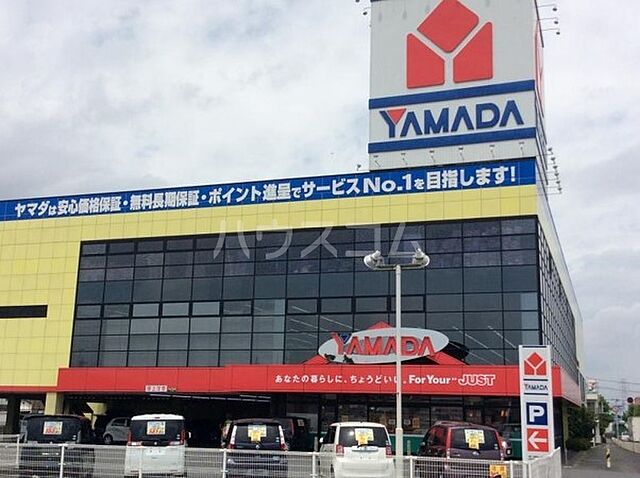 YAMADA
ヤマダは安心価格保証・無料長期保証・ポイント進呈でサービスNo.1を目指します!
ハウスコム
YAMADA
あなたの暮らしに、ちょうどいい。For Your JUST
YAMADA
P